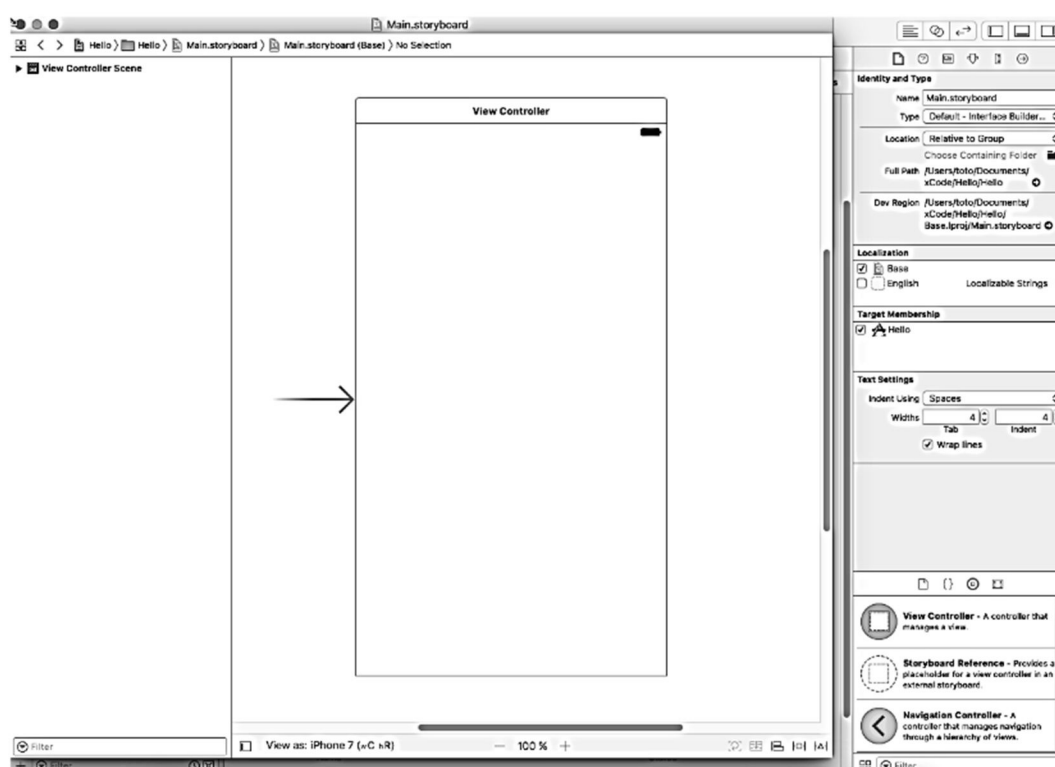 Main.storyboard
Hello Hello Main.storyboard Main.storyboard (Base) No Selection
View Controller Scene
View Controller
Filter
View as: iPhone 7 (wC hR)
100 %
Filter
Identity and Type
Name Main.storyboard
Type Default - Interface Builder...
Location Relative to Group
Choose Containing Folder
Full Path /Users/toto/Documents/
xCode/Hello/Hello
Dev Region /Users/toto/Documents/
xCode/Hello/Hello/
Base.lproj/Main.storyboard
Localization
Base
English Localizable Strings
Target Membership
Hello
Text Settings
Indent Using Spaces
Widths 4 4
Tab Indent
Wrap lines
{}
View Controller - A controller that
manages a view.
Storyboard Reference - Provides a
placeholder for a view controller in an
external storyboard.
Navigation Controller - A
controller that manages navigation
through a hierarchy of views.
Filter